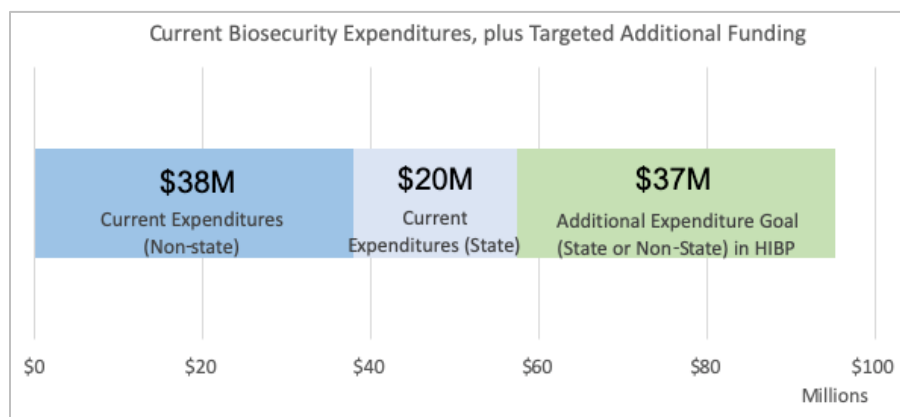 Current Biosecurity Expenditures, plus Targeted Additional Funding
$38M
Current Expenditures
(Non-state)
$20M
Current
Expenditures (State)
$37M
Additional Expenditure Goal
(State or Non-State) in HIBP
$0
$20
$40
$60
$80
$100
Millions